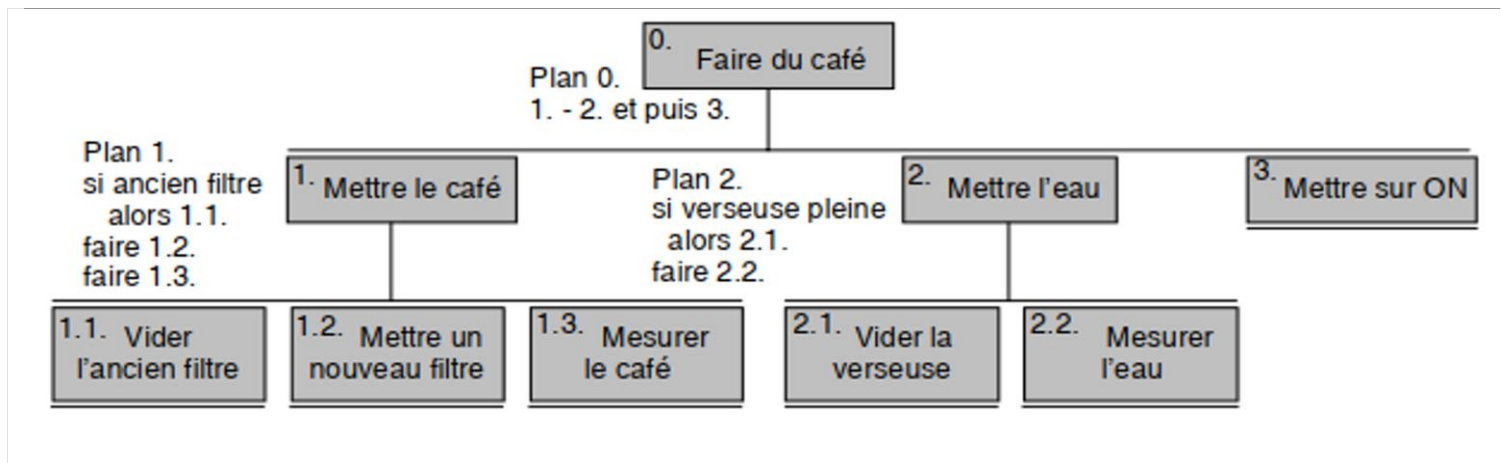 0. Faire du café
Plan 0.
1. - 2. et puis 3.
Plan 1.
si ancien filtre
alors 1.1.
faire 1.2.
faire 1.3.
1. Mettre le café
Plan 2.
si verseuse pleine
alors 2.1.
faire 2.2.
2. Mettre l'eau
3. Mettre sur ON
1.1. Vider
l'ancien filtre
1.2. Mettre un
nouveau filtre
1.3. Mesurer
le café
2.1. Vider la
verseuse
2.2. Mesurer
l'eau